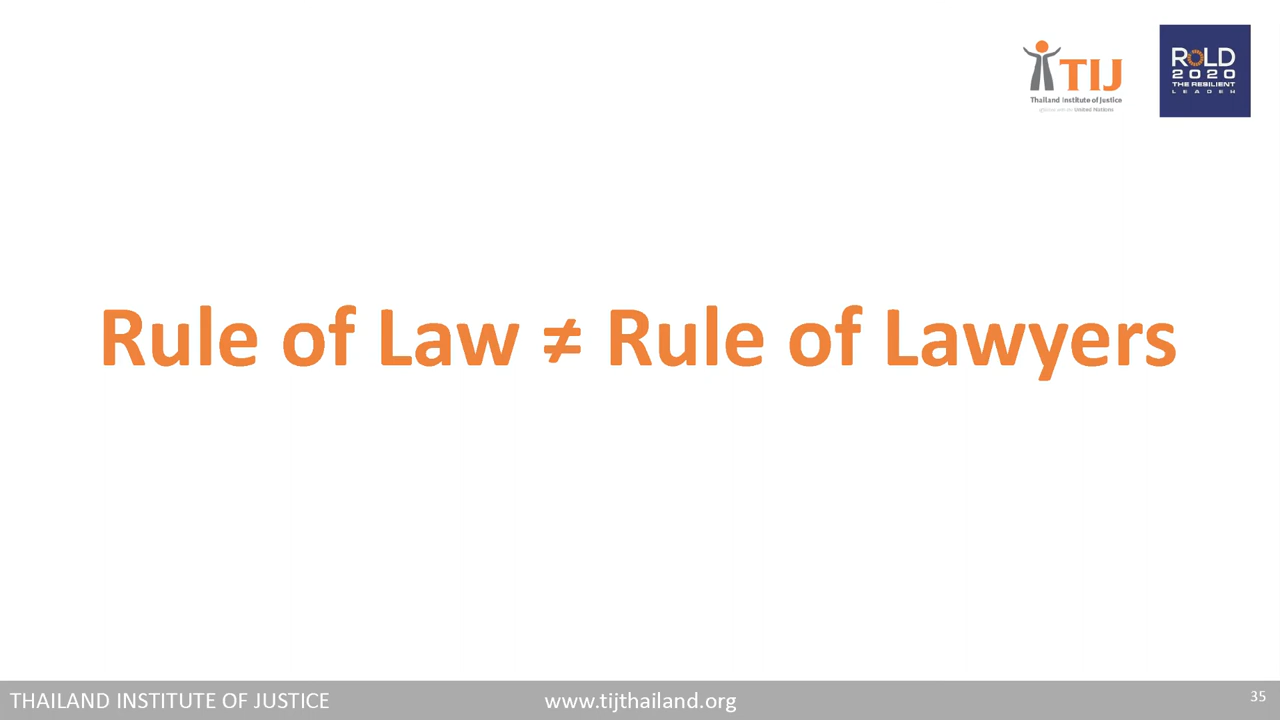 TIJ
Thailand Institute of Justice
RoLD
2020
THE RESILIENT
LEADER
Rule of Law ≠ Rule of Lawyers
THAILAND INSTITUTE OF JUSTICE
www.tijthailand.org
35